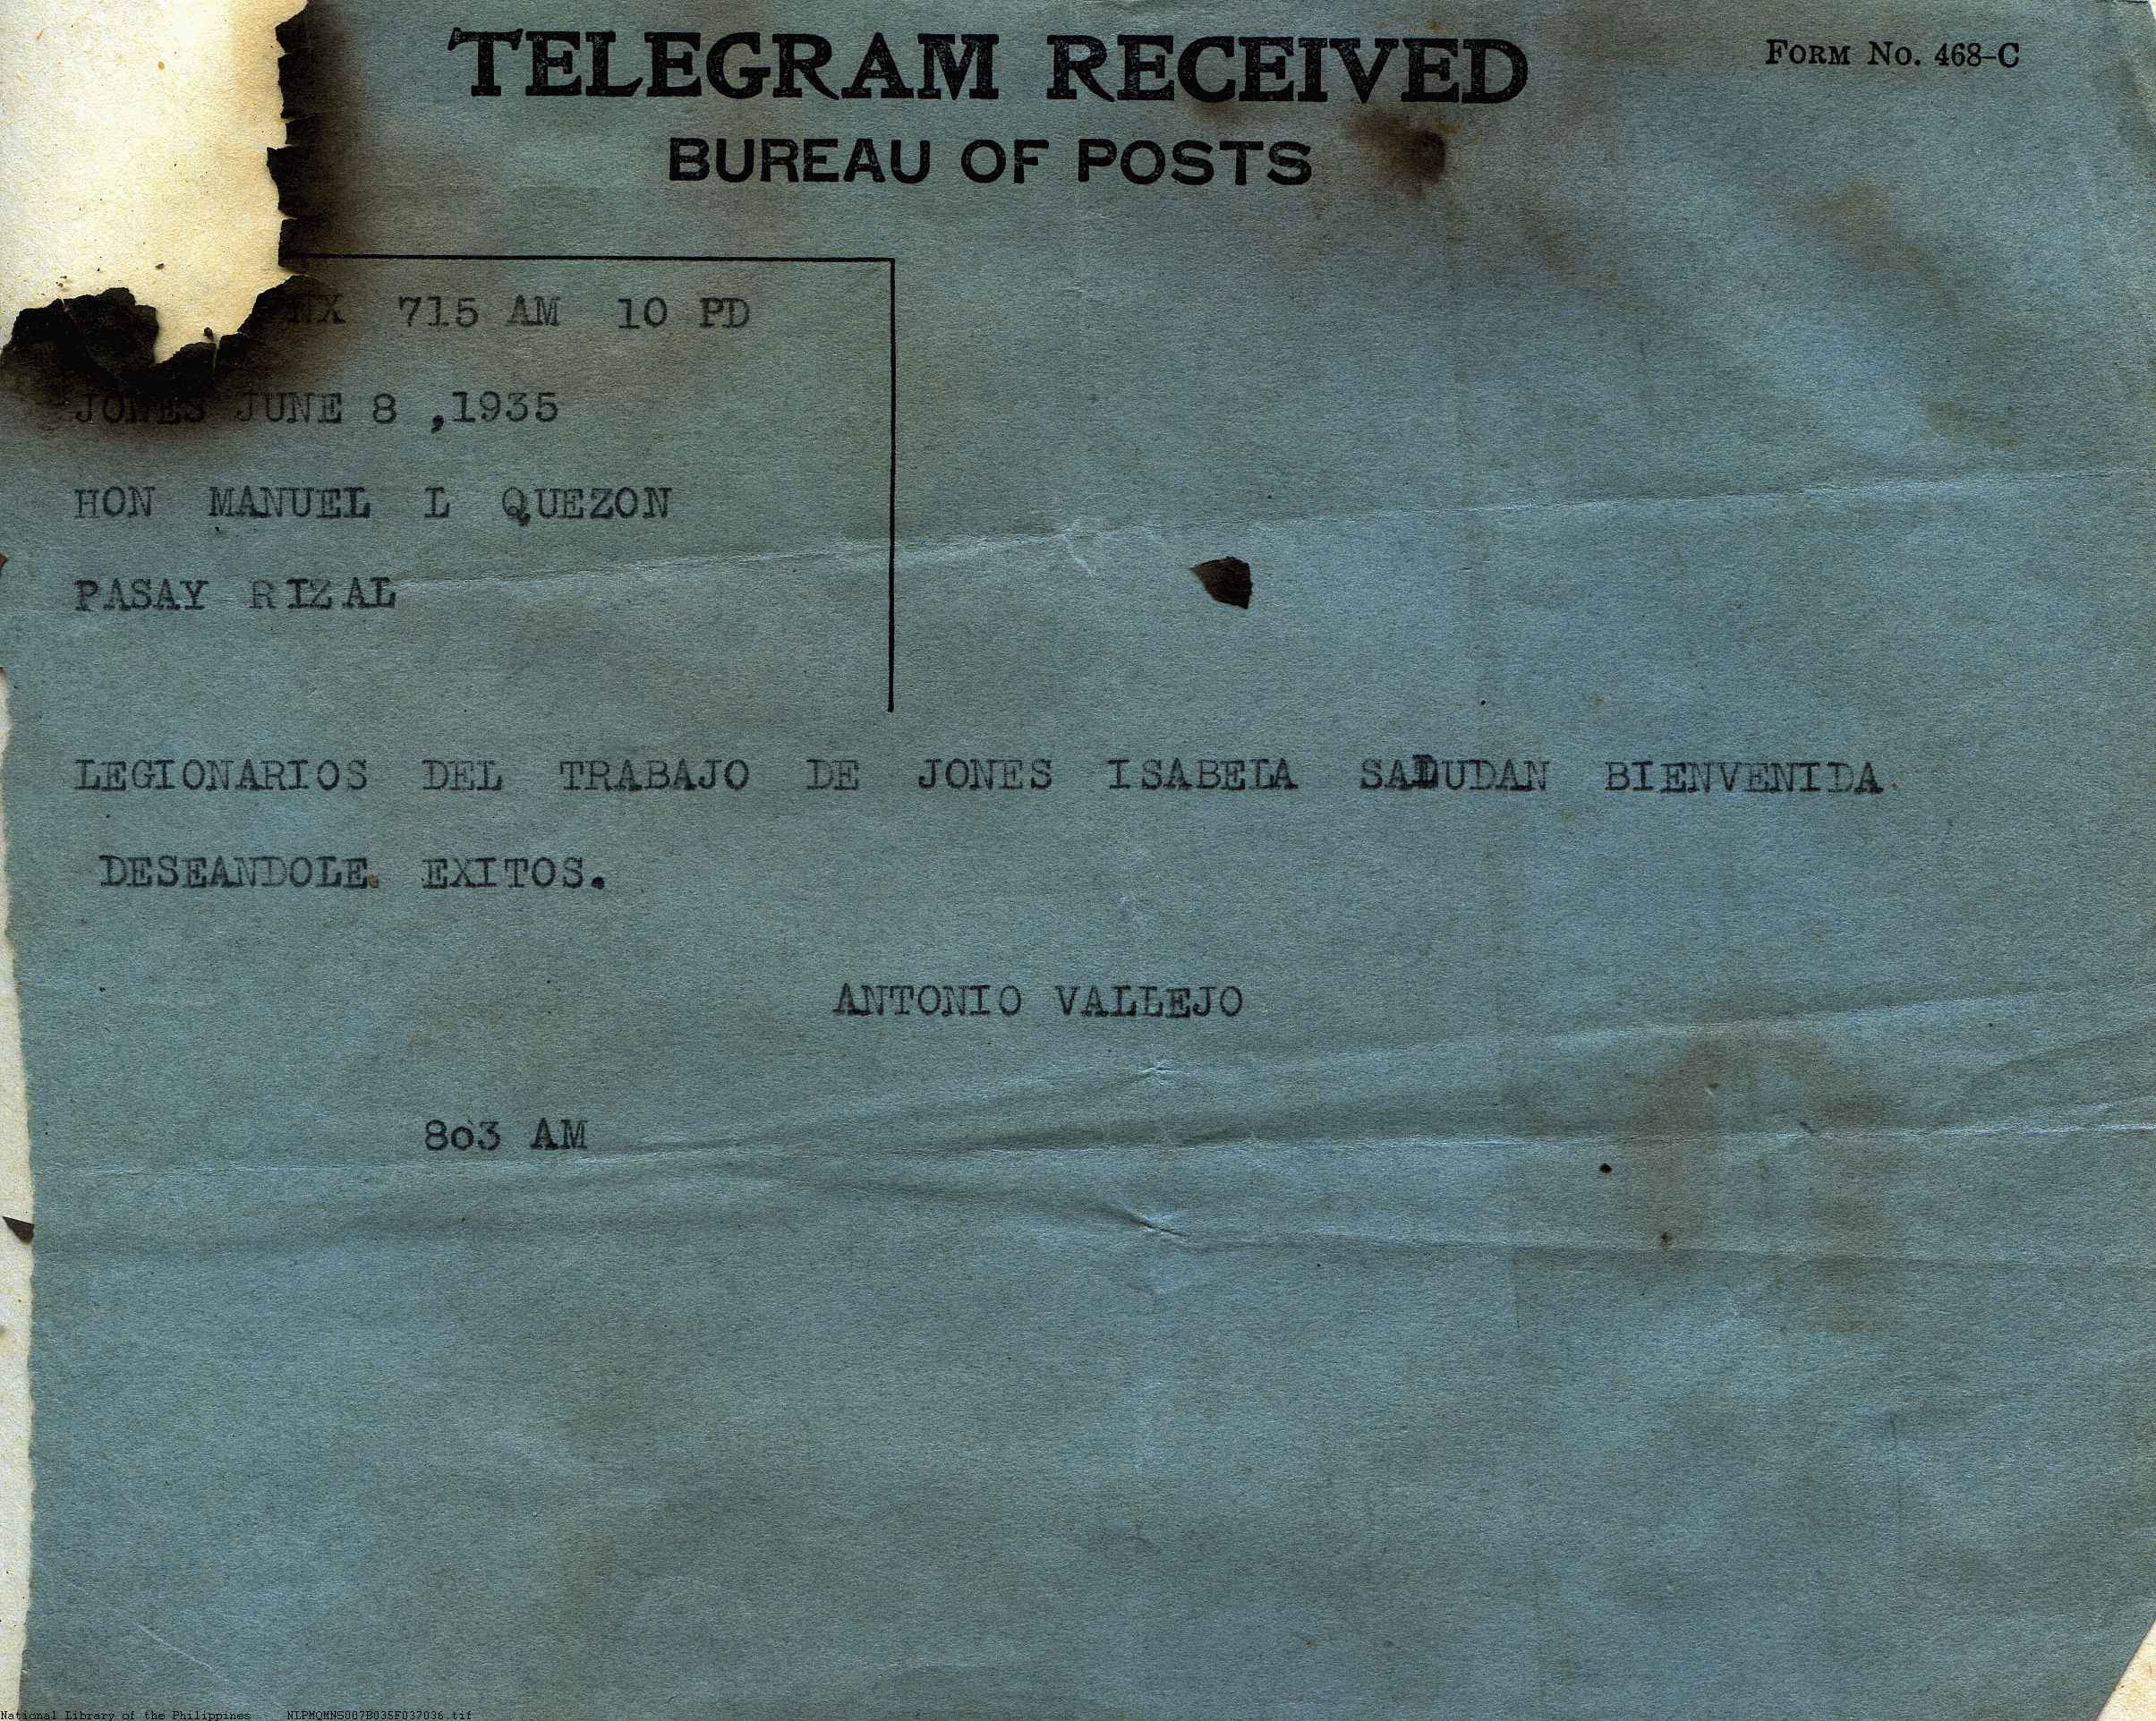 TELEGRAM RECEIVED
FORM NO. 468-C
BUREAU OF POSTS
715 AM 10 PD
JONES JUNE 8 ,1935
HON MANUEL L QUEZON
PASAY RIZAL
LEGIONARIOS DEL TRABAJO DE JONES ISABELA SALUDAN BIENVENIDA
DESEANDOLE EXITOS.
ANTONIO VALLEJO
803 AM
National Library of the Philippines NLPMQMNS007B035F037036.tif